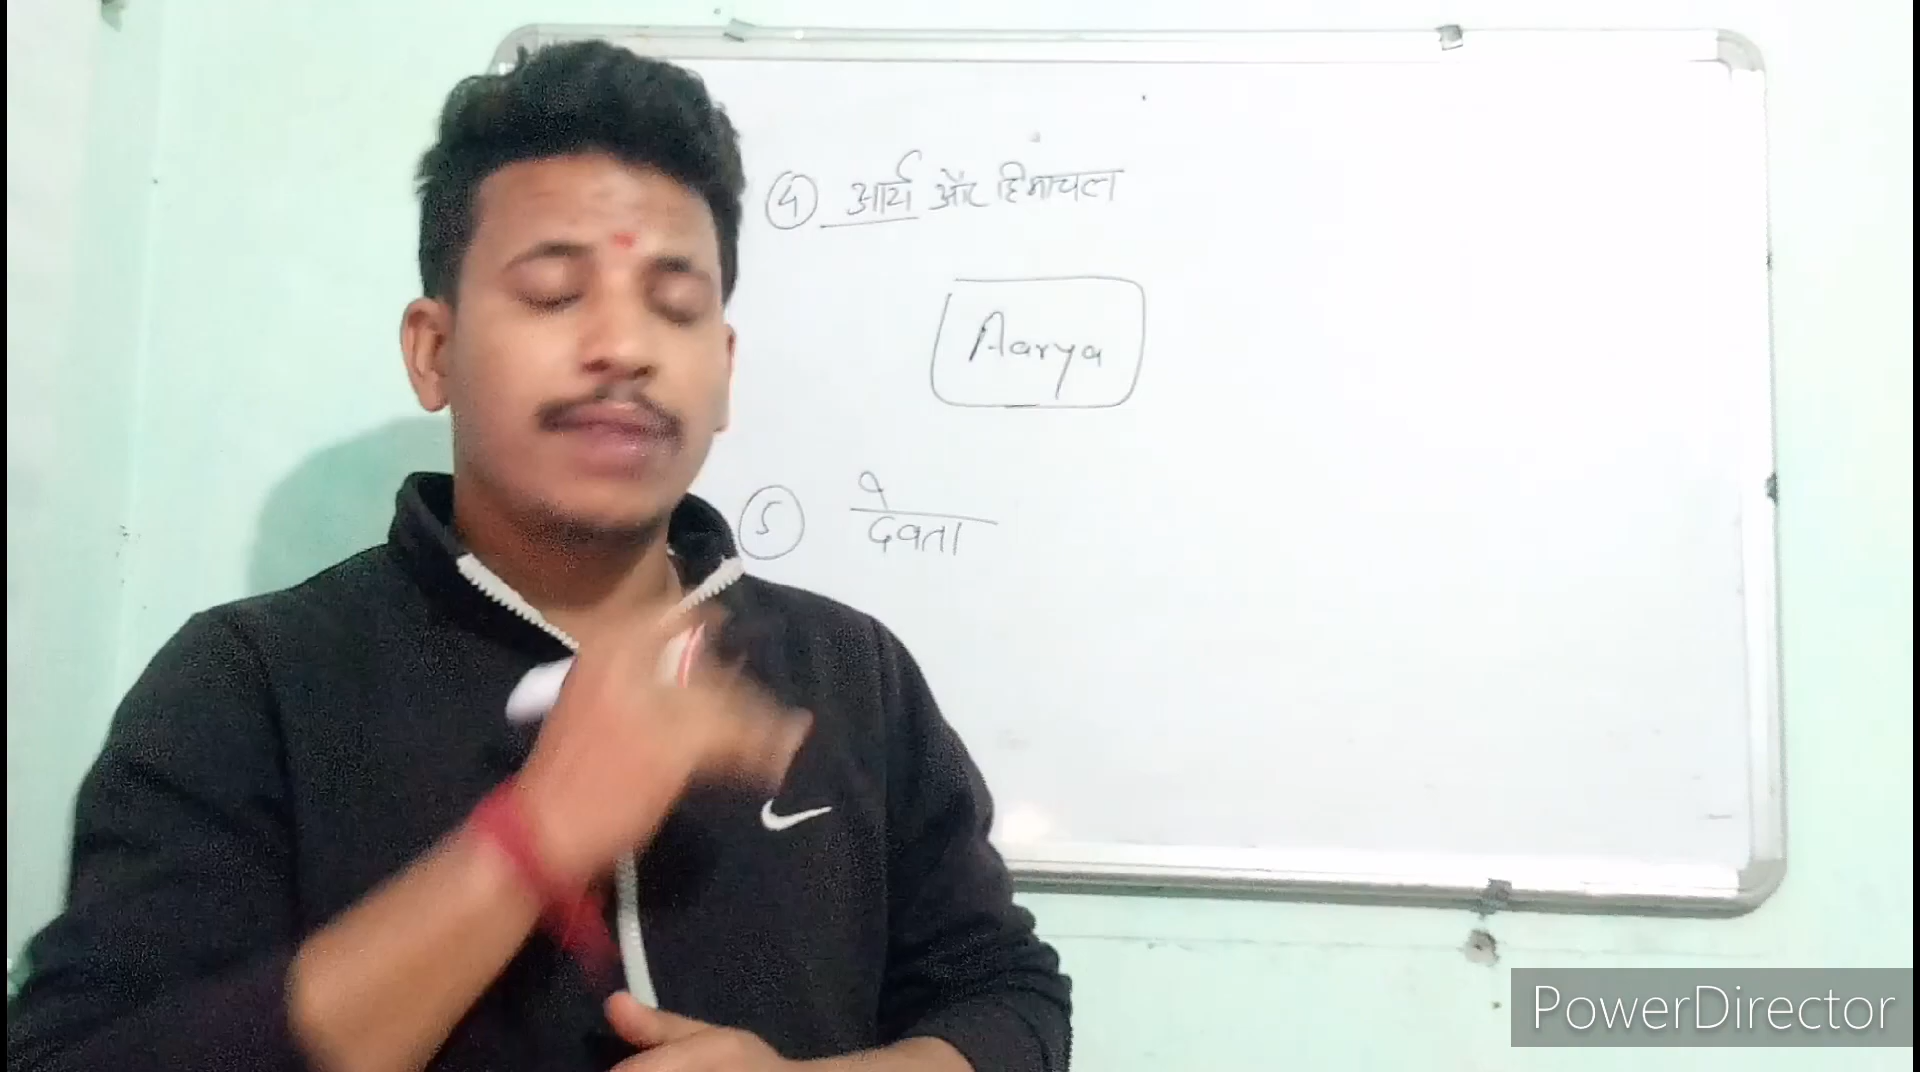 ④ आर्य और हिमाचल
Aarya
⑤ देवता
PowerDirector